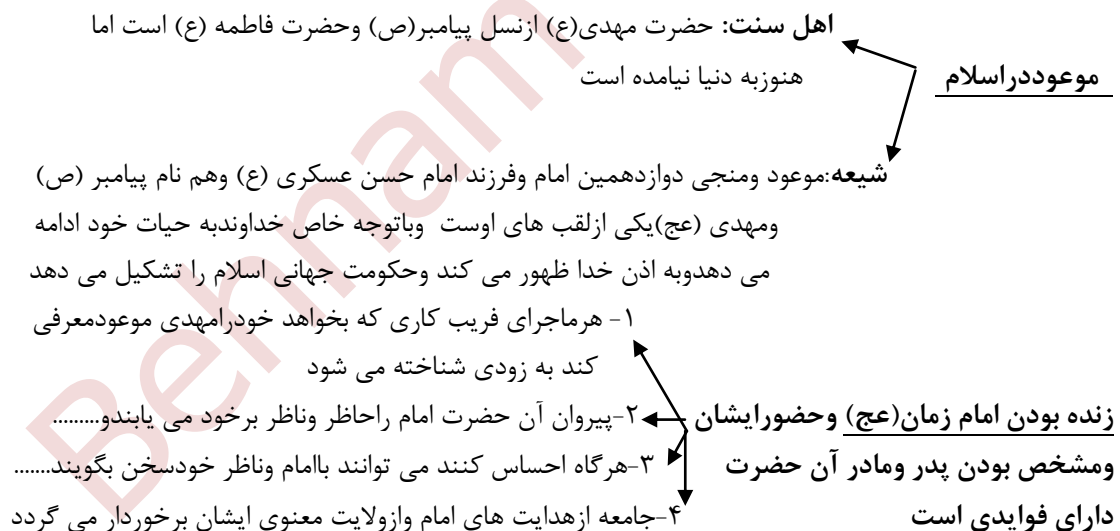 اهل سنت: حضرت مهدی(ع) ازنسل پیامبر(ص) وحضرت فاطمه (ع) است اما
موعوددراسلام
هنوزبه دنیا نیامده است
شیعه:موعود ومنجی دوازدهمین امام وفرزند امام حسن عسکری (ع) وهم نام پیامبر (ص)
ومهدی (عج)یکی ازلقب های اوست وباتوجه خاص خداوندبه حیات خود ادامه
می دهدوبه اذن خدا ظهور می کند وحکومت جهانی اسلام را تشکیل می دهد
۱- هرماجرای فریب کاری که بخواهد خودرامهدی موعودمعرفی
کند به زودی شناخته می شود
زنده بودن امام زمان(عج) وحضورایشان ۲-پیروان آن حضرت امام راحاظر وناظر برخود می یابندو.........
ومشخص بودن پدر ومادر آن حضرت ۳-هرگاه احساس کنند می توانند باامام وناظر خودسخن بگویند.......
دارای فوایدی است ۴-جامعه ازهدایت های امام وازولایت معنوی ایشان برخوردار می گردد
Behnam